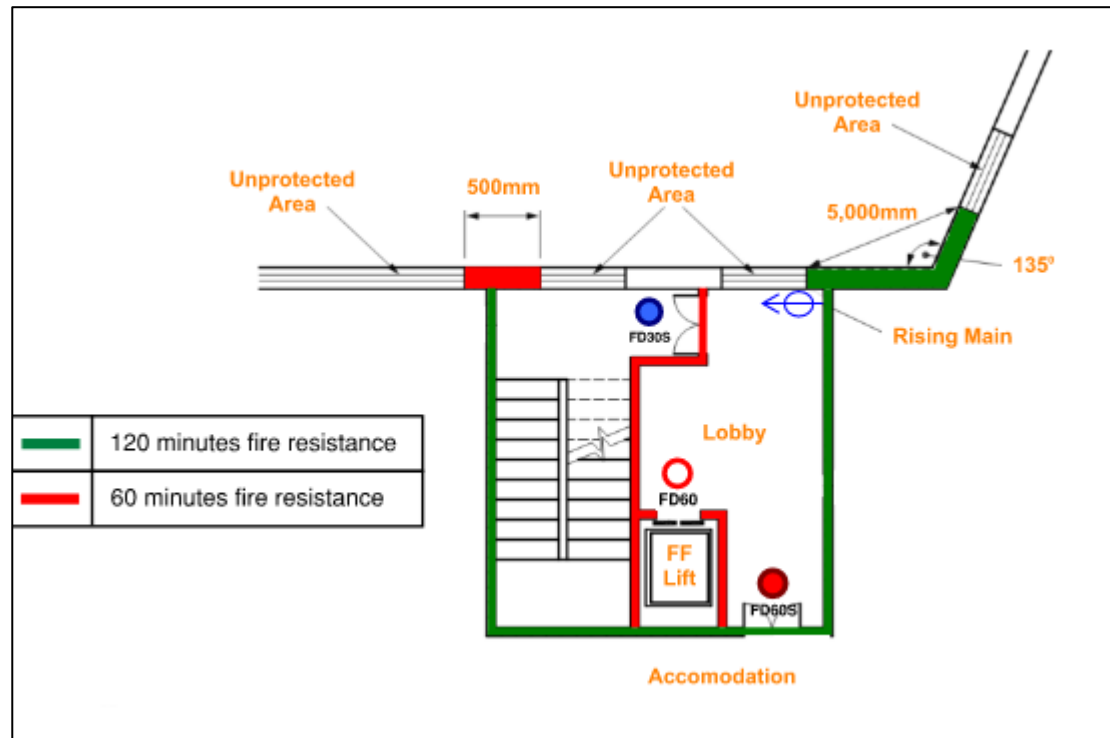 Unprotected
Area
Unprotected
Area
500mm
Unprotected
Area
5,000mm
135°
Rising Main
FD30S
120 minutes fire resistance
60 minutes fire resistance
Lobby
FD60
FF
Lift
FD60S
Accomodation